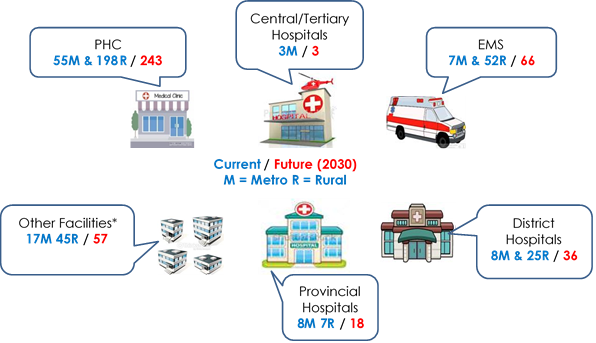 PHC
55M & 198R / 243
Central/Tertiary
Hospitals
3M / 3
EMS
7M & 52R / 66
Medical Clinic
HOSPITAL
Current / Future (2030)
M = Metro R = Rural
Other Facilities*
17M 45R / 57
HOSPITAL
District
Hospitals
8M & 25R / 36
Provincial
Hospitals
8M 7R / 18